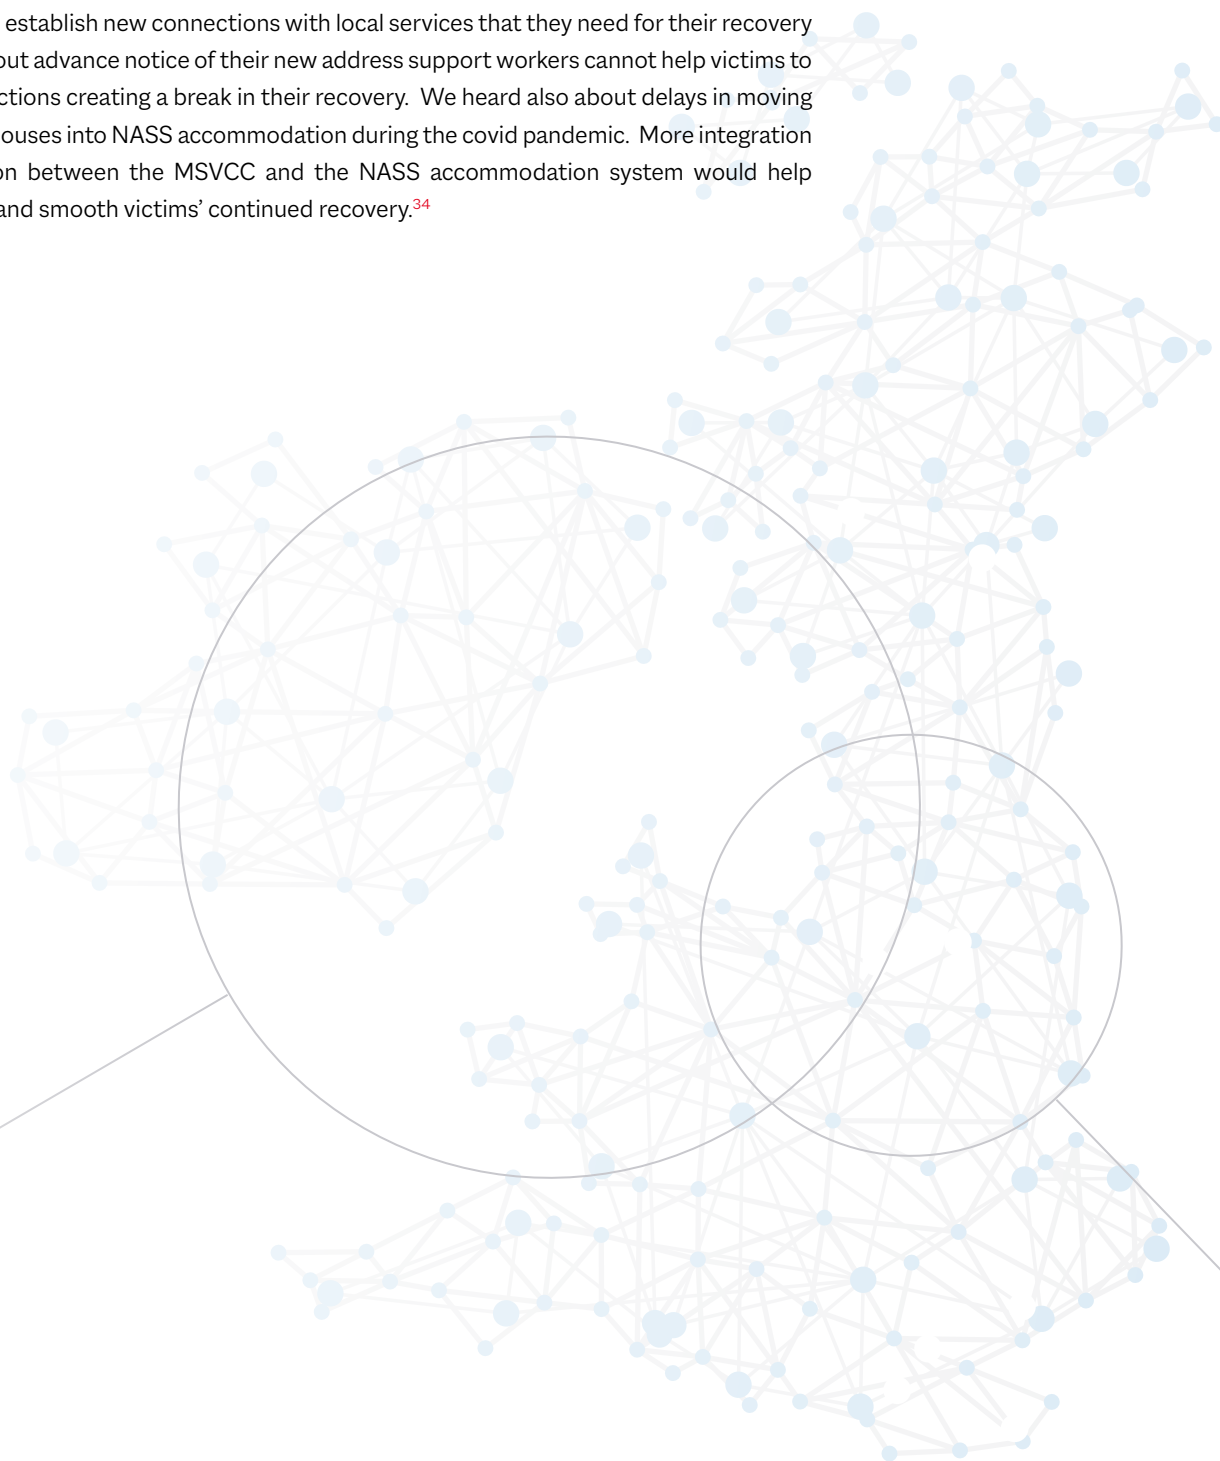 establish new connections with local services that they need for their recovery
out advance notice of their new address support workers cannot help victims to
ctions creating a break in their recovery. We heard also about delays in moving
ouses into NASS accommodation during the covid pandemic. More integration
on between the MSVCC and the NASS accommodation system would help
and smooth victims’ continued recovery.34